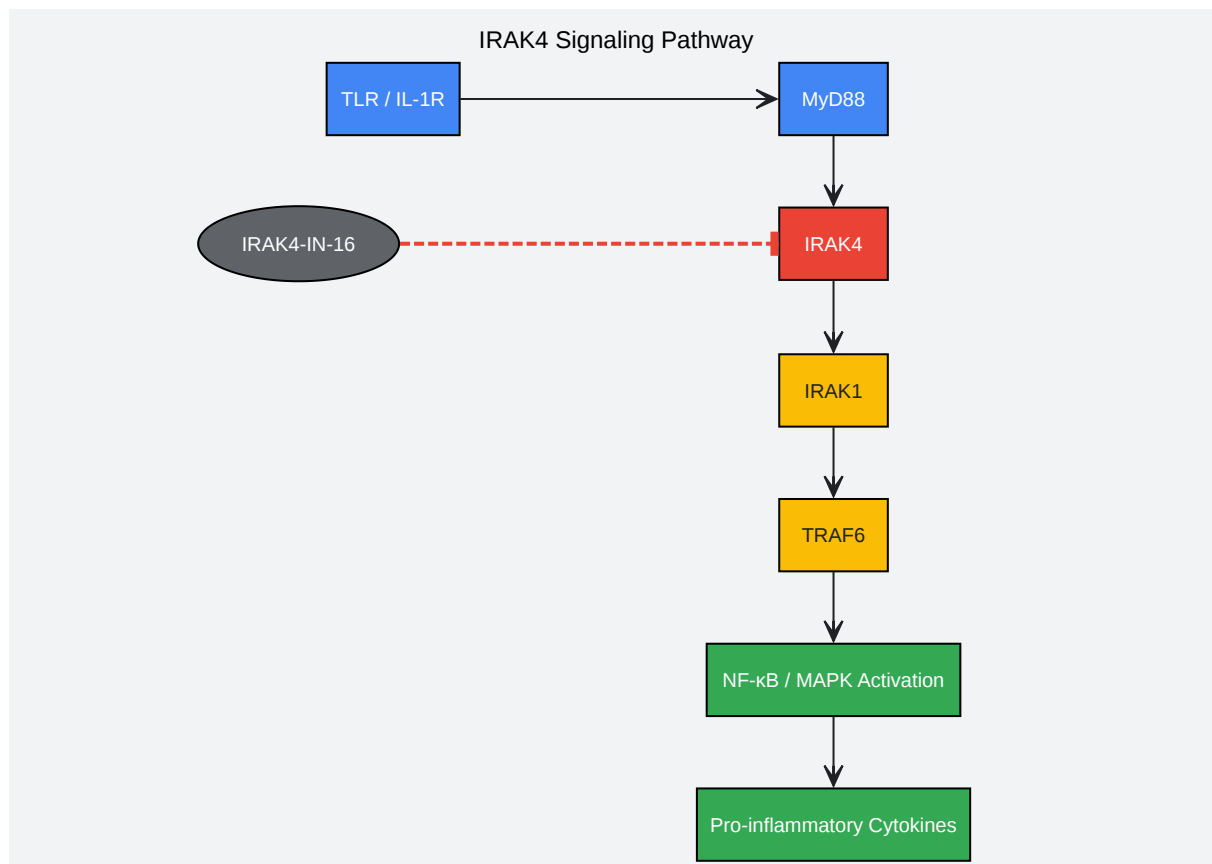 IRAK4 Signaling Pathway
TLR / IL-1R
MyD88
IRAK4-IN-16
IRAK4
IRAK1
TRAF6
NF-κB / MAPK Activation
Pro-inflammatory Cytokines